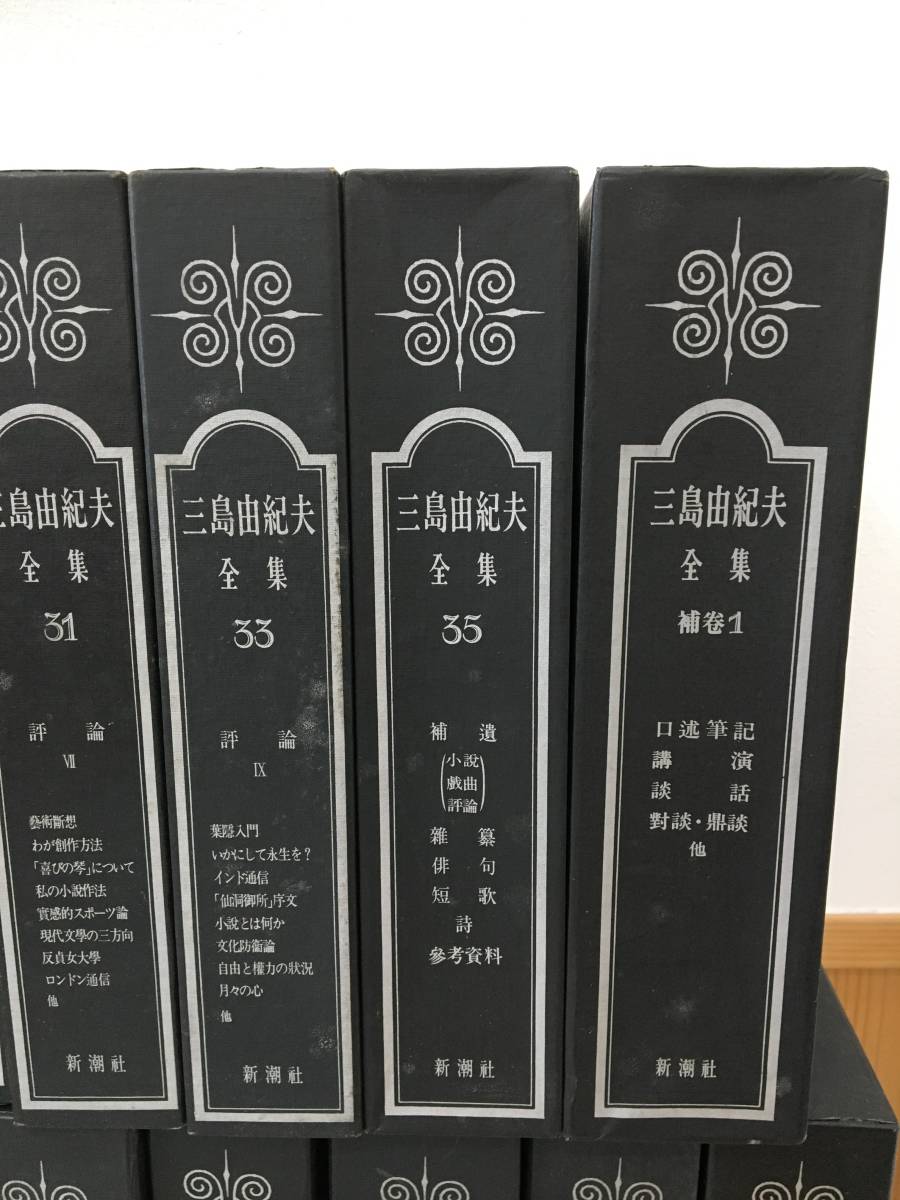 三島由紀夫
全集
31
評論
Ⅶ
藝術斷想
わが創作方法
「喜びの琴」について
私の小說作法
實感的スポーツ論
現代文學の三方向
反貞女大學
ロンドン通信
他
新潮社
三島由紀夫
全集
33
評論
Ⅸ
葉隱入門
いかにして永生を？
インド通信
「仙洞御所」序文
小說とは何か
文化防衞論
自由と權力の狀況
月々の心
他
新潮社
三島由紀夫
全集
35
補遺
(小說
戲曲
評論)
雜纂
俳句
短歌
詩
參考資料
新潮社
三島由紀夫
全集
補卷1
口述筆記
講演
談話
對談・鼎談
他
新潮社